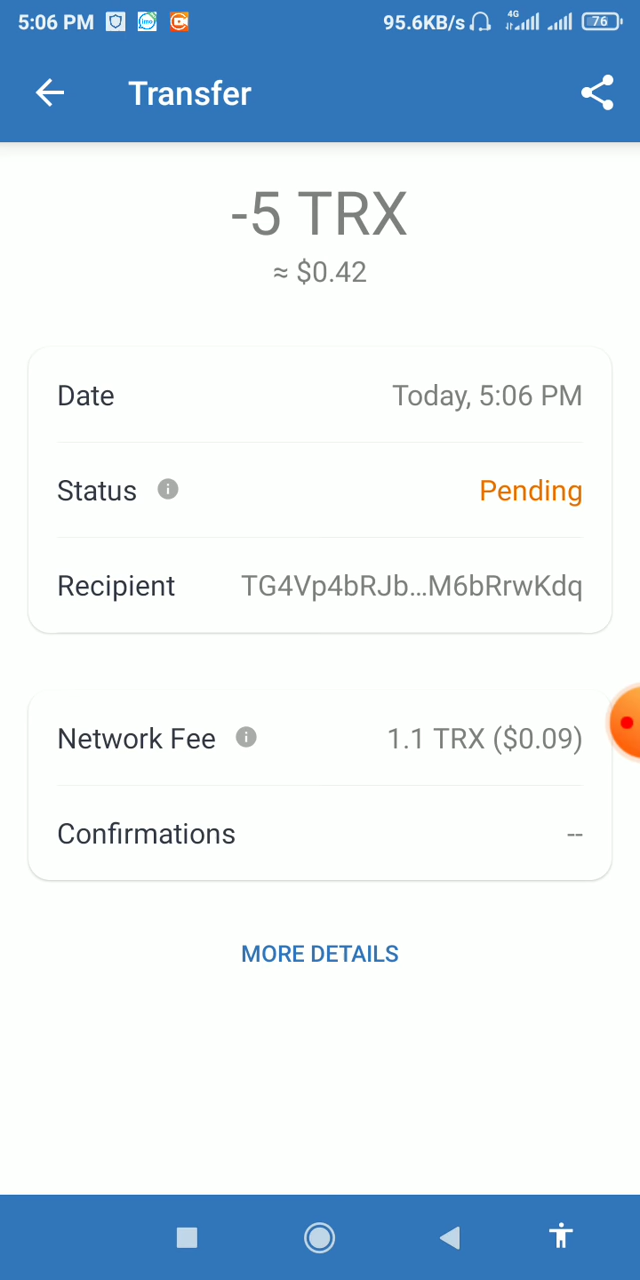 5:06 PM 95.6KB/s 4G 76
Transfer
-5 TRX
≈ $0.42
Date Today, 5:06 PM
Status Pending
Recipient TG4Vp4bRJb...M6bRrwKdq
Network Fee 1.1 TRX ($0.09)
Confirmations --
MORE DETAILS